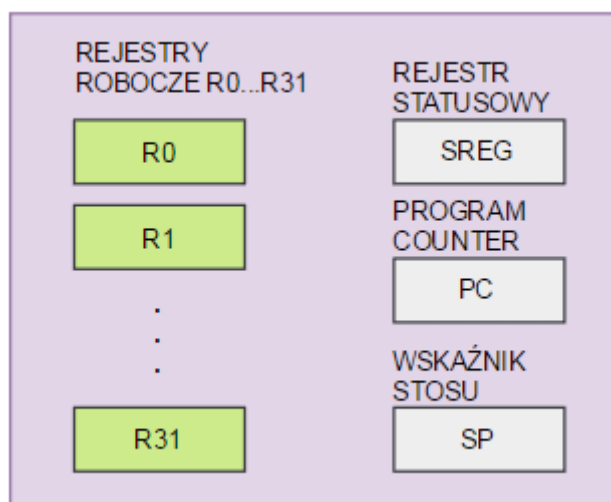 REJESTRY
ROBOCZE R0...R31
R0
R1
R31
REJESTR
STATUSOWY
SREG
PROGRAM
COUNTER
PC
WSKAŹNIK
STOSU
SP